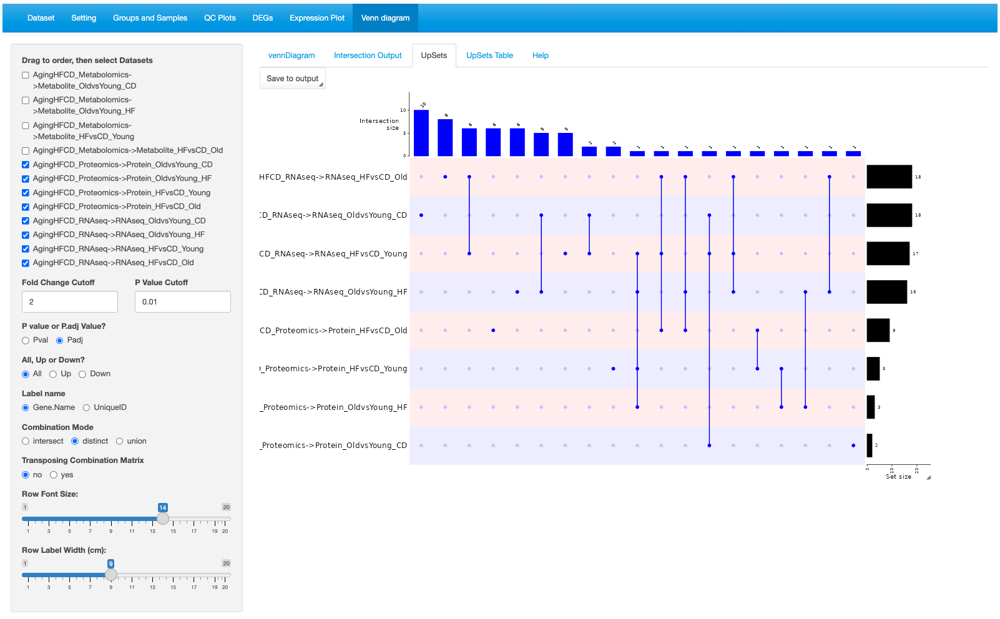 Dataset Setting Groups and Samples QC Plots DEGs Expression Plot Venn diagram
Drag to order, then select Datasets
AgingHFCD_Metabolomics-
>Metabolite_OldvsYoung_CD
AgingHFCD_Metabolomics-
>Metabolite_OldvsYoung_HF
AgingHFCD_Metabolomics-
>Metabolite_HFvsCD_Young
AgingHFCD_Metabolomics->Metabolite_HFvsCD_Old
AgingHFCD_Proteomics->Protein_OldvsYoung_CD
AgingHFCD_Proteomics->Protein_OldvsYoung_HF
AgingHFCD_Proteomics->Protein_HFvsCD_Young
AgingHFCD_Proteomics->Protein_HFvsCD_Old
AgingHFCD_RNAseq->RNAseq_OldvsYoung_CD
AgingHFCD_RNAseq->RNAseq_OldvsYoung_HF
AgingHFCD_RNAseq->RNAseq_HFvsCD_Young
AgingHFCD_RNAseq->RNAseq_HFvsCD_Old
Fold Change Cutoff P Value Cutoff
2 0.01
P value or P.adj Value?
Pval Padj
All, Up or Down?
All Up Down
Label name
Gene.Name UniqueID
Combination Mode
intersect distinct union
Transposing Combination Matrix
no yes
Row Font Size:
1 14 20
1 3 5 7 9 11 13 15 17 19 20
Row Label Width (cm):
1 9 20
1 3 5 7 9 11 13 15 17 19 20
vennDiagram Intersection Output UpSets UpSets Table Help
Save to output
10 8 6 6 6 5 5 2 2 1 1 1 1 1 1 1 1 1 1
Intersection
size
10
5
0
HFCD_RNAseq->RNAseq_HFvsCD_Old 18
CD_RNAseq->RNAseq_OldvsYoung_CD 18
CD_RNAseq->RNAseq_HFvsCD_Young 17
CD_RNAseq->RNAseq_OldvsYoung_HF 16
CD_Proteomics->Protein_HFvsCD_Old 9
_Proteomics->Protein_HFvsCD_Young 5
_Proteomics->Protein_OldvsYoung_HF 3
_Proteomics->Protein_OldvsYoung_CD 2
0 10 20
Set size